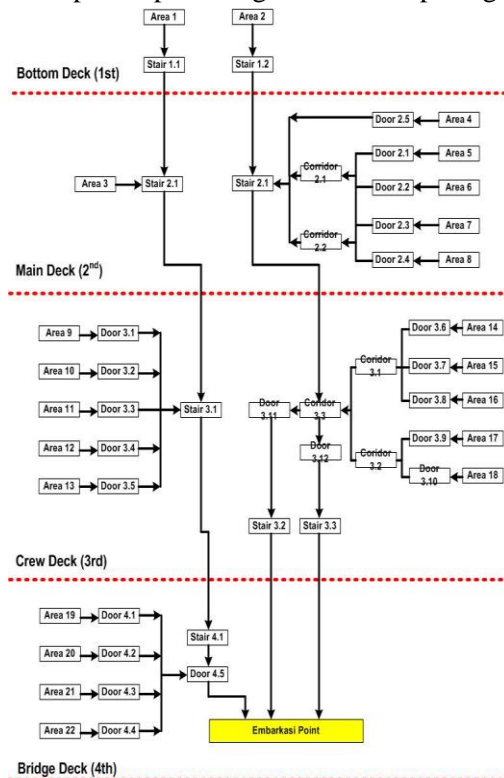 Area 1 Area 2
Stair 1.1 Stair 1.2
Bottom Deck (1st)
Door 2.5 Area 4
Door 2.1 Area 5
Corridor 2.1
Area 3 Stair 2.1 Stair 2.1 Door 2.2 Area 6
Door 2.3 Area 7
Corridor 2.2
Door 2.4 Area 8
Main Deck (2nd)
Area 9 Door 3.1 Door 3.6 Area 14
Area 10 Door 3.2 Coridor 3.1 Door 3.7 Area 15
Area 11 Door 3.3 Stair 3.1 Door 3.11 Coridor 3.3 Door 3.8 Area 16
Area 12 Door 3.4 Door 3.12 Coridor 3.2 Door 3.9 Area 17
Area 13 Door 3.5 Door 3.10 Area 18
Stair 3.2 Stair 3.3
Crew Deck (3rd)
Area 19 Door 4.1
Stair 4.1
Area 20 Door 4.2
Door 4.5
Area 21 Door 4.3
Area 22 Door 4.4 Embarkasi Point
Bridge Deck (4th)